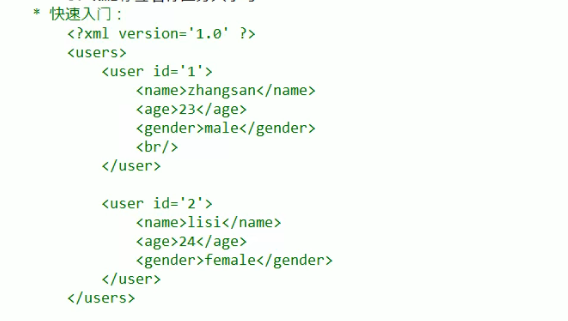 * 快速入门：
<?xml version='1.0' ?>
<users>
<user id='1'>
<name>zhangsan</name>
<age>23</age>
<gender>male</gender>
<br/>
</user>
<user id='2'>
<name>lisi</name>
<age>24</age>
<gender>female</gender>
</user>
</users>